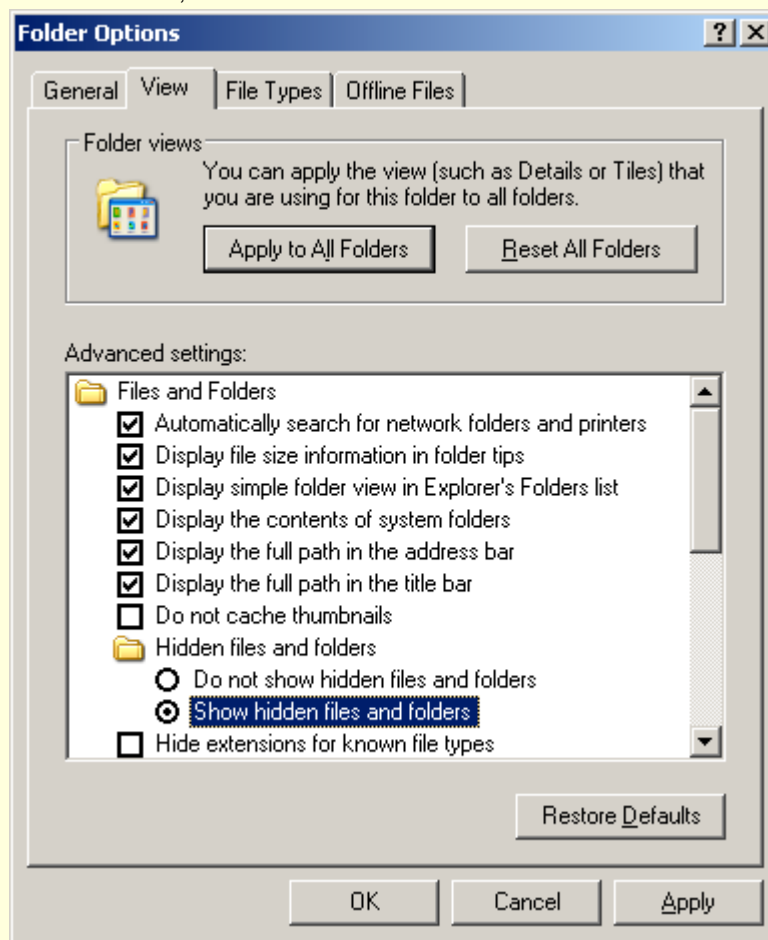 Folder Options
General View File Types Offline Files
Folder views
You can apply the view (such as Details or Tiles) that
you are using for this folder to all folders.
Apply to All Folders Reset All Folders
Advanced settings:
Files and Folders
Automatically search for network folders and printers
Display file size information in folder tips
Display simple folder view in Explorer's Folders list
Display the contents of system folders
Display the full path in the address bar
Display the full path in the title bar
Do not cache thumbnails
Hidden files and folders
Do not show hidden files and folders
Show hidden files and folders
Hide extensions for known file types
Restore Defaults
OK Cancel Apply